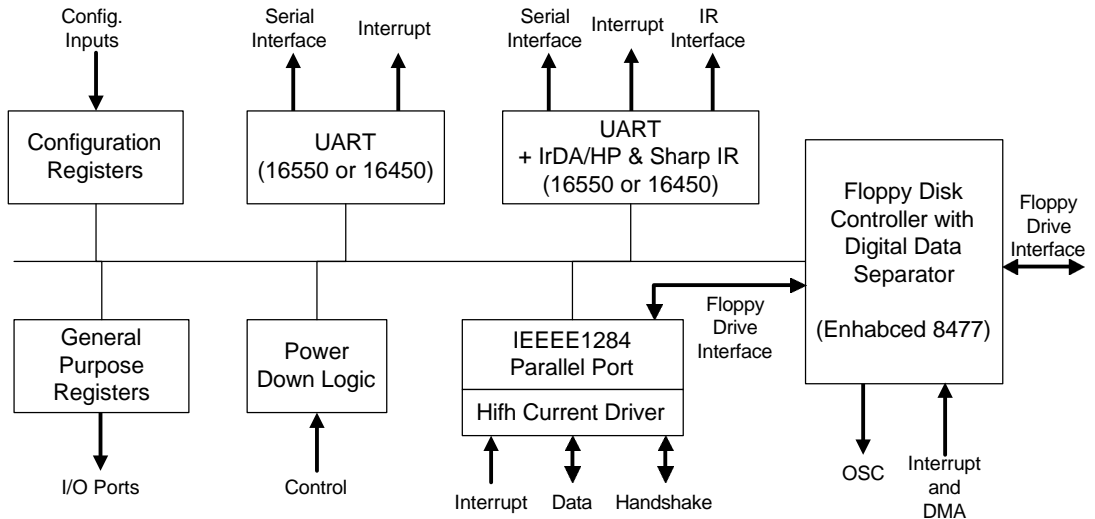 Config.
Inputs
Serial
Interface
Interrupt
Serial
Interface
Interrupt
IR
Interface
Configuration
Registers
UART
(16550 or 16450)
UART
+ IrDA/HP & Sharp IR
(16550 or 16450)
Floppy Disk
Controller with
Digital Data
Separator
(Enhabced 8477)
Floppy
Drive
Interface
General
Purpose
Registers
Power
Down Logic
IEEEE1284
Parallel Port
Hifh Current Driver
Floppy
Drive
Interface
I/O Ports
Control
Interrupt
Data
Handshake
OSC
Interrupt
and
DMA